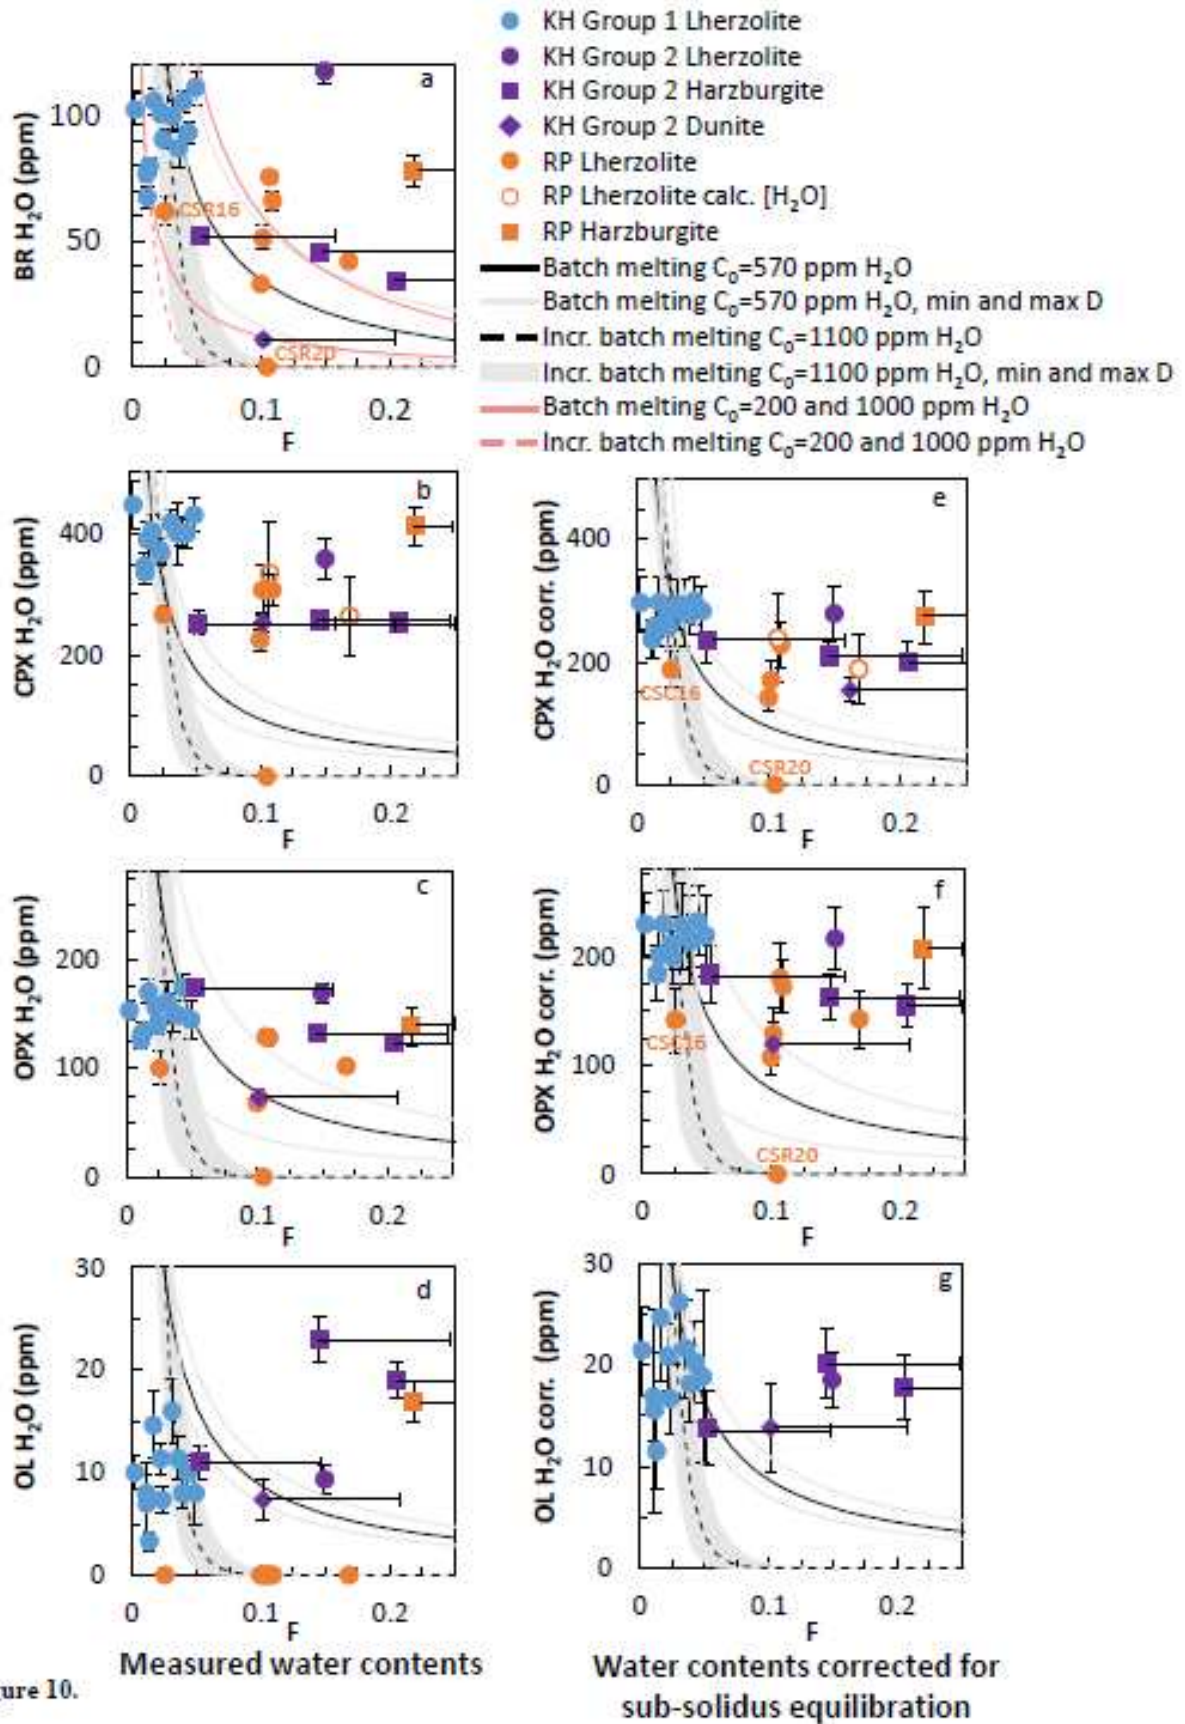 KH Group 1 Lherzolite
KH Group 2 Lherzolite
KH Group 2 Harzburgite
KH Group 2 Dunite
RP Lherzolite
RP Lherzolite calc. [H₂O]
RP Harzburgite
Batch melting C₀=570 ppm H₂O
Batch melting C₀=570 ppm H₂O, min and max D
Incr. batch melting C₀=1100 ppm H₂O
Incr. batch melting C₀=1100 ppm H₂O, min and max D
Batch melting C₀=200 and 1000 ppm H₂O
Incr. batch melting C₀=200 and 1000 ppm H₂O
a
BR H₂O (ppm)
100
50
0
CSR16
CSR20
0 0.1 0.2
F
b
CPX H₂O (ppm)
400
200
0
0 0.1 0.2
F
e
CPX H₂O corr. (ppm)
400
200
0
CSC16
CSR20
0 0.1 0.2
F
c
OPX H₂O (ppm)
200
100
0
0 0.1 0.2
F
f
OPX H₂O corr. (ppm)
200
100
0
CSC16
CSR20
0 0.1 0.2
F
d
OL H₂O (ppm)
30
20
10
0
0 0.1 0.2
F
g
OL H₂O corr. (ppm)
30
20
10
0
0 0.1 0.2
F
Measured water contents
Water contents corrected for
sub-solidus equilibration
gure 10.